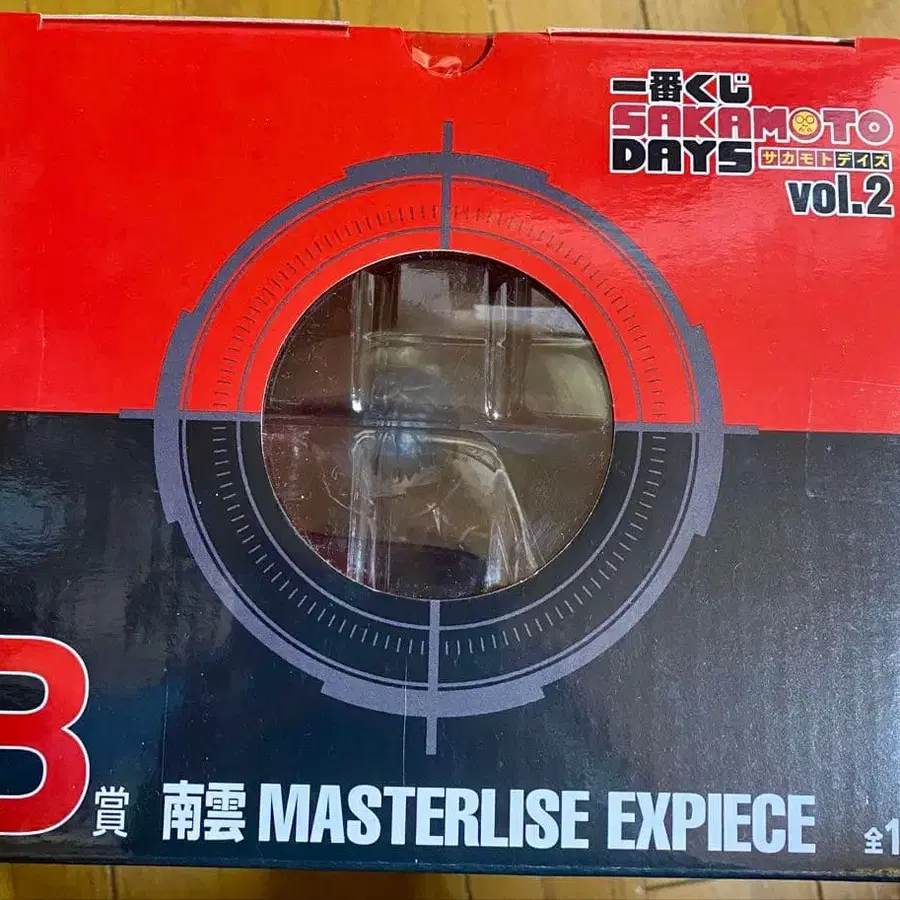 一番くじ
SAKAMOTO
DAYS サカモトデイズ
vol.2
B賞 南雲 MASTERLISE EXPIECE 全1